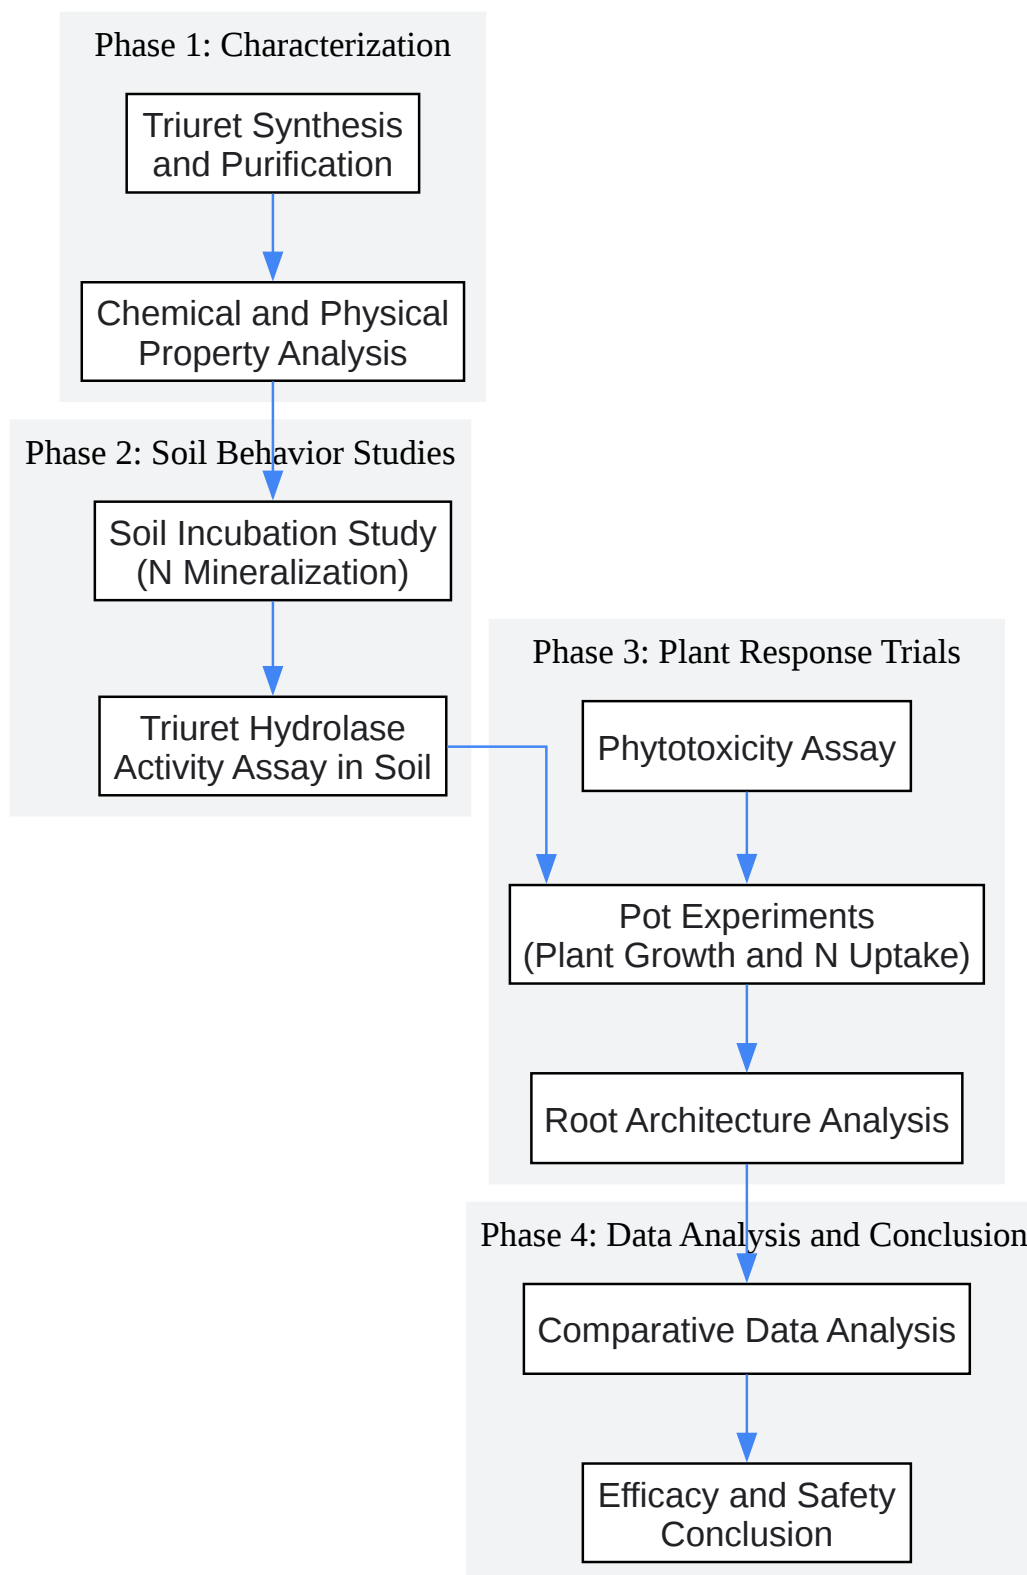 Phase 1: Characterization
Triuret Synthesis
and Purification
Chemical and Physical
Property Analysis
Phase 2: Soil Behavior Studies
Soil Incubation Study
(N Mineralization)
Triuret Hydrolase
Activity Assay in Soil
Phase 3: Plant Response Trials
Phytotoxicity Assay
Pot Experiments
(Plant Growth and N Uptake)
Root Architecture Analysis
Phase 4: Data Analysis and Conclusion
Comparative Data Analysis
Efficacy and Safety
Conclusion